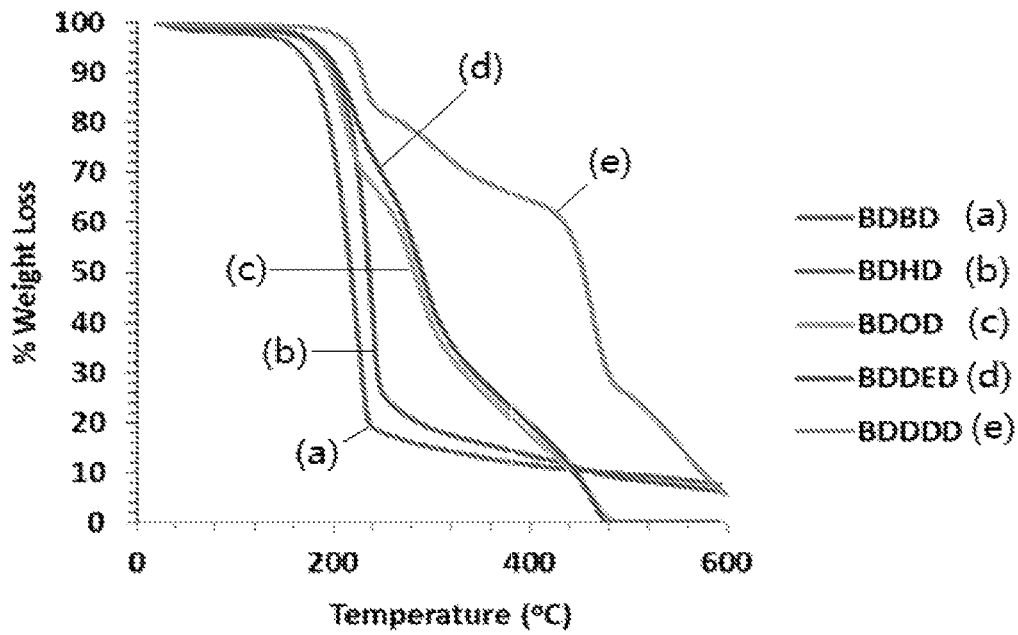 100
90
80
70
60
50
40
30
20
10
0
% Weight Loss
0 200 400 600
Temperature (°C)
(d)
(e)
(c)
(b)
(a)
BDBD (a)
BDHD (b)
BDOD (c)
BDDED (d)
BDDDD (e)